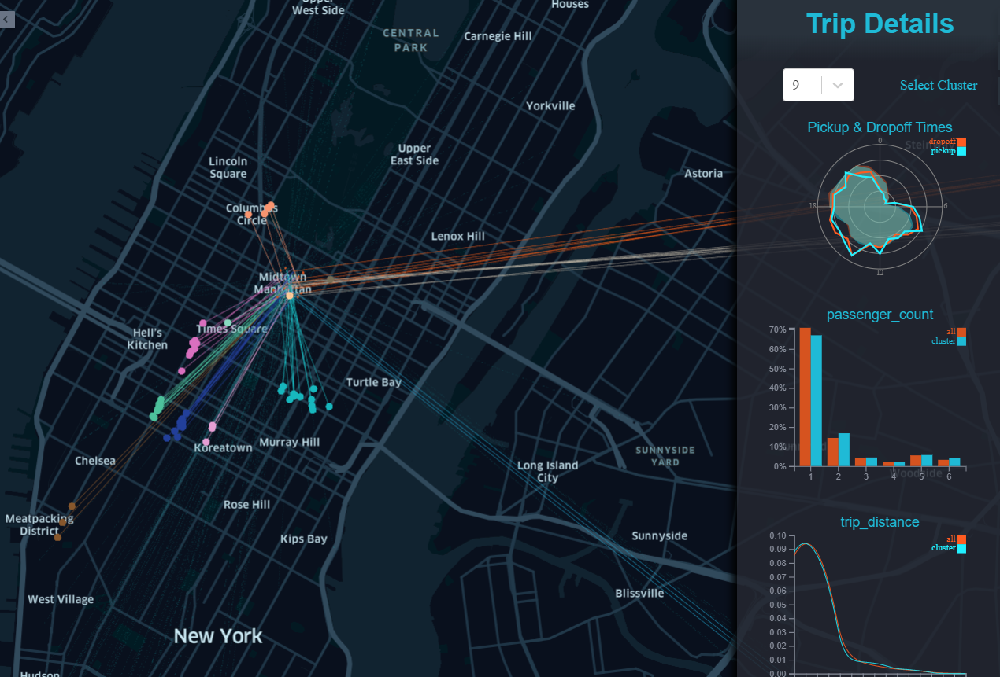 Upper
West Side
Houses
CENTRAL
PARK
Carnegie Hill
Yorkville
Upper
East Side
Lincoln
Square
Astoria
Columbus
Circle
Lenox Hill
Midtown
Manhattan
Times Square
Hell's
Kitchen
Turtle Bay
Murray Hill
Koreatown
Chelsea
SUNNYSIDE
YARD
Long Island
City
Rose Hill
Meatpacking
District
Kips Bay
Sunnyside
Blissville
West Village
New York
Hudson
Trip Details
9
Select Cluster
Pickup & Dropoff Times
dropoff
pickup
0
6
12
18
passenger_count
all
cluster
70%
60%
50%
40%
30%
20%
10%
0%
1 2 3 4 5 6
Woodside
trip_distance
all
cluster
0.10
0.09
0.08
0.07
0.06
0.05
0.04
0.03
0.02
0.01
0.00